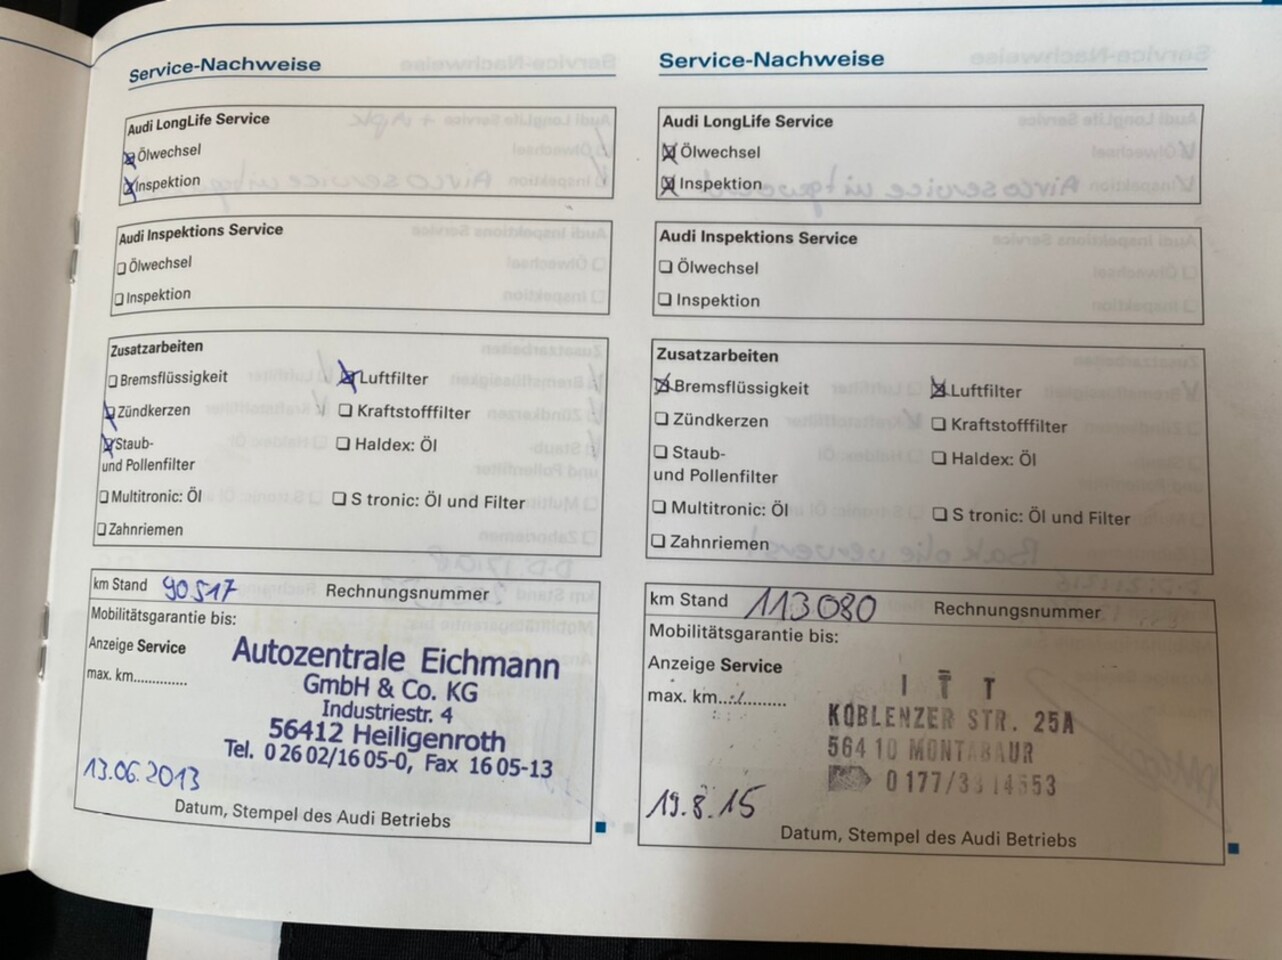 Service-Nachweise
Audi LongLife Service
Ölwechsel
Inspektion
Audi Inspektions Service
Ölwechsel
Inspektion
Zusatzarbeiten
Bremsflüssigkeit
Luftfilter
Zündkerzen
Kraftstofffilter
Staub-
und Pollenfilter
Haldex: Öl
Multitronic: Öl
S tronic: Öl und Filter
Zahnriemen
km Stand 90517 Rechnungsnummer
Mobilitätsgarantie bis:
Anzeige Service
max. km.............
Autozentrale Eichmann
GmbH & Co. KG
Industriestr. 4
56412 Heiligenroth
Tel. 0 26 02/16 05-0, Fax 16 05-13
13.06.2013
Datum, Stempel des Audi Betriebs
Service-Nachweise
Audi LongLife Service
Ölwechsel
Inspektion
Audi Inspektions Service
Ölwechsel
Inspektion
Zusatzarbeiten
Bremsflüssigkeit
Luftfilter
Zündkerzen
Kraftstofffilter
Staub-
und Pollenfilter
Haldex: Öl
Multitronic: Öl
S tronic: Öl und Filter
Zahnriemen
km Stand 113080 Rechnungsnummer
Mobilitätsgarantie bis:
Anzeige Service
max. km...-/.........
I T T
KOBLENZER STR. 25A
56410 MONTABAUR
19.8.15
Datum, Stempel des Audi Betriebs